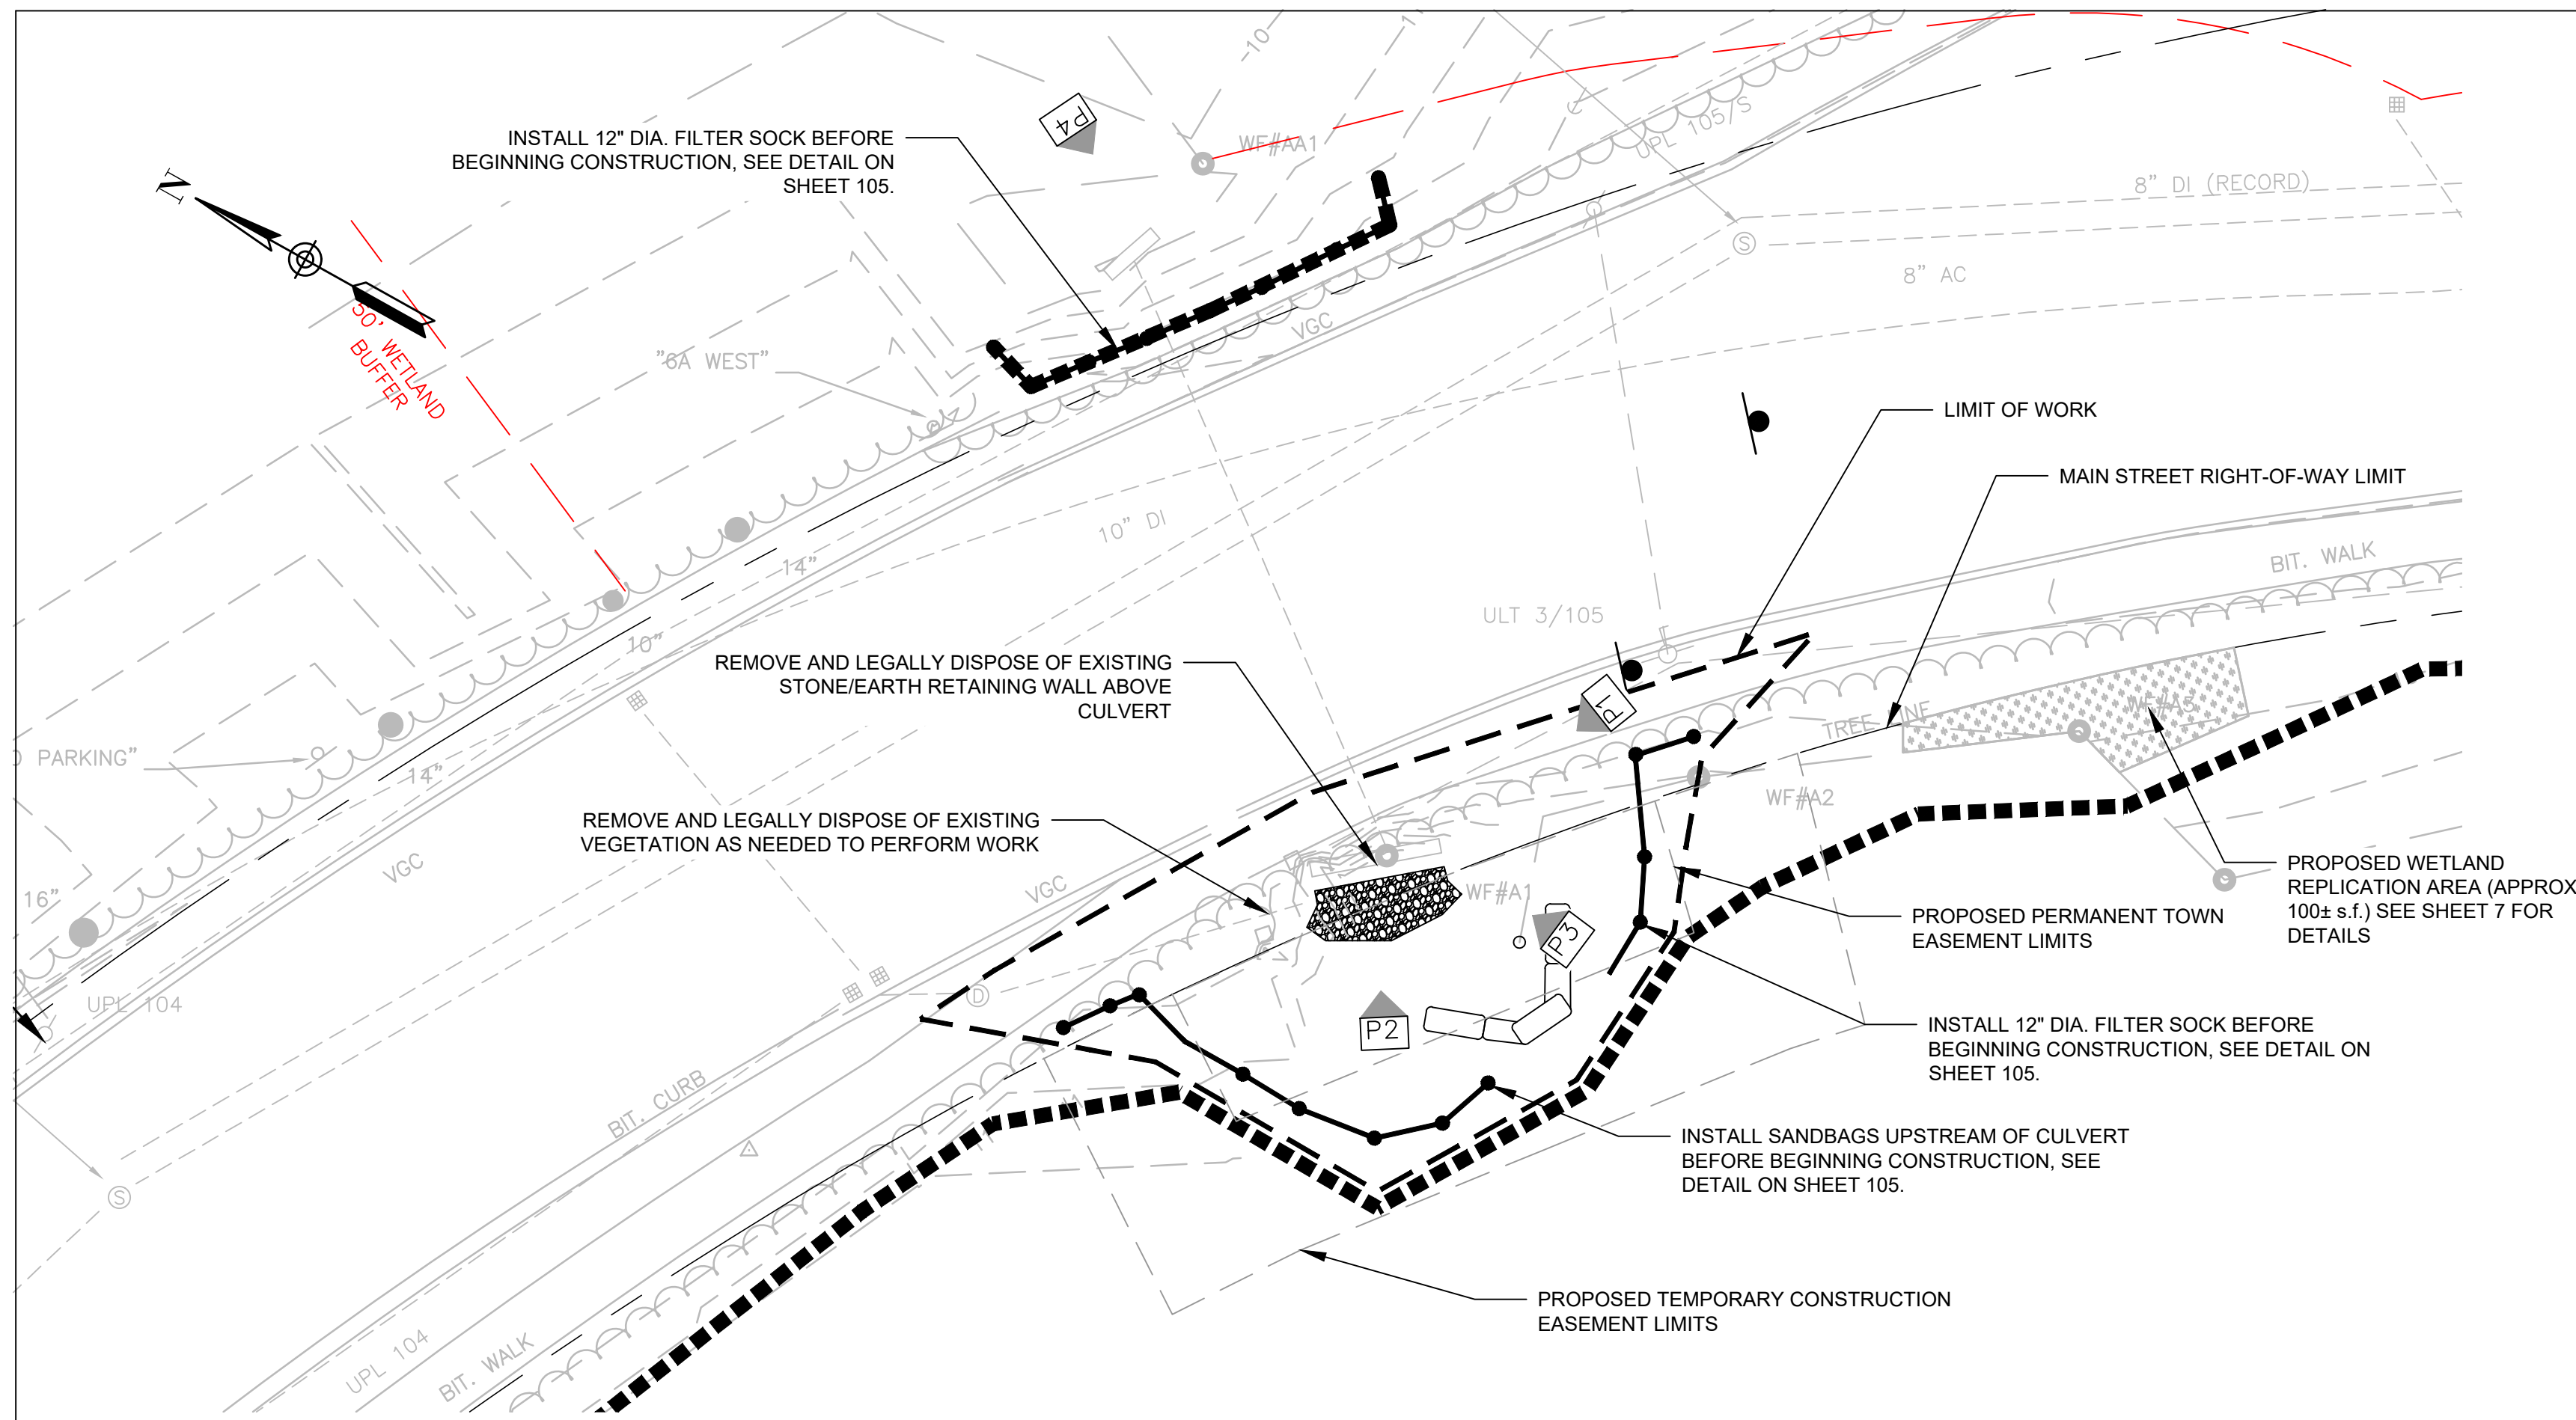 -10
WF#AA1
P4
INSTALL 12" DIA. FILTER SOCK BEFORE
BEGINNING CONSTRUCTION, SEE DETAIL ON
SHEET 105.
UPL 105/S
8" DI (RECORD)
N
S
8" AC
50' WETLAND
BUFFER
VGC
"6A WEST"
LIMIT OF WORK
MAIN STREET RIGHT-OF-WAY LIMIT
10" DI
14"
BIT. WALK
ULT 3/105
10"
REMOVE AND LEGALLY DISPOSE OF EXISTING
STONE/EARTH RETAINING WALL ABOVE
CULVERT
P1
TREE LINE
WF#A3
PARKING"
14"
WF#A2
REMOVE AND LEGALLY DISPOSE OF EXISTING
VEGETATION AS NEEDED TO PERFORM WORK
VGC
VGC
16"
WF#A1
PROPOSED WETLAND
REPLICATION AREA (APPROX
100± s.f.) SEE SHEET 7 FOR
DETAILS
PROPOSED PERMANENT TOWN
EASEMENT LIMITS
P3
UPL 104
D
P2
INSTALL 12" DIA. FILTER SOCK BEFORE
BEGINNING CONSTRUCTION, SEE DETAIL ON
SHEET 105.
BIT. CURB
INSTALL SANDBAGS UPSTREAM OF CULVERT
BEFORE BEGINNING CONSTRUCTION, SEE
DETAIL ON SHEET 105.
S
PROPOSED TEMPORARY CONSTRUCTION
EASEMENT LIMITS
UPL 104
BIT. WALK